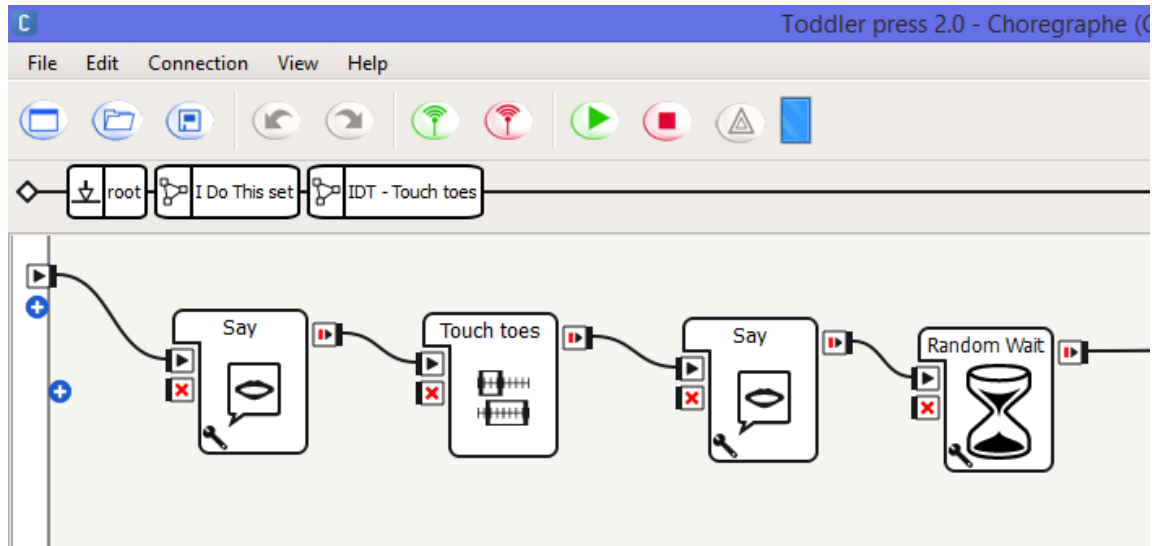 C
Toddler press 2.0 - Choregraphe (C
File Edit Connection View Help
root I Do This set IDT - Touch toes
Say Touch toes Say Random Wait